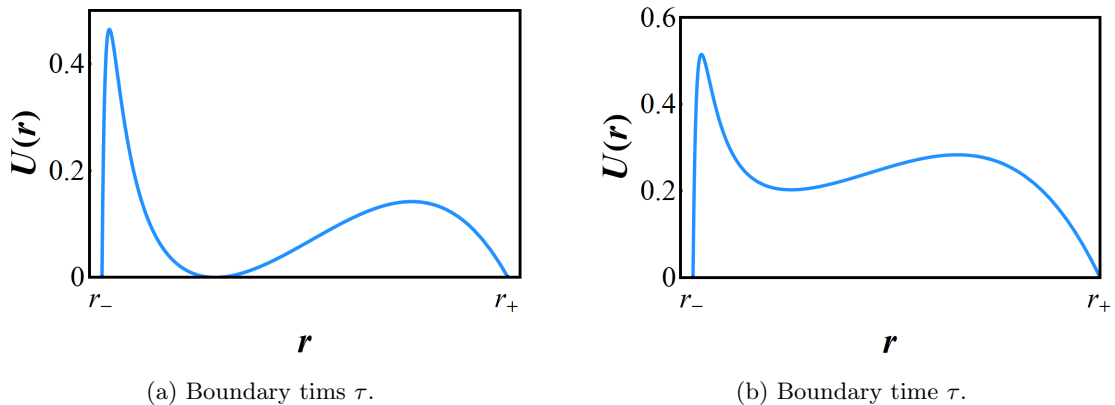 0.4
0.2
0
U(r)
r₋
r₊
r
(a) Boundary tims τ.
0.6
0.4
0.2
0
U(r)
r₋
r₊
r
(b) Boundary time τ.